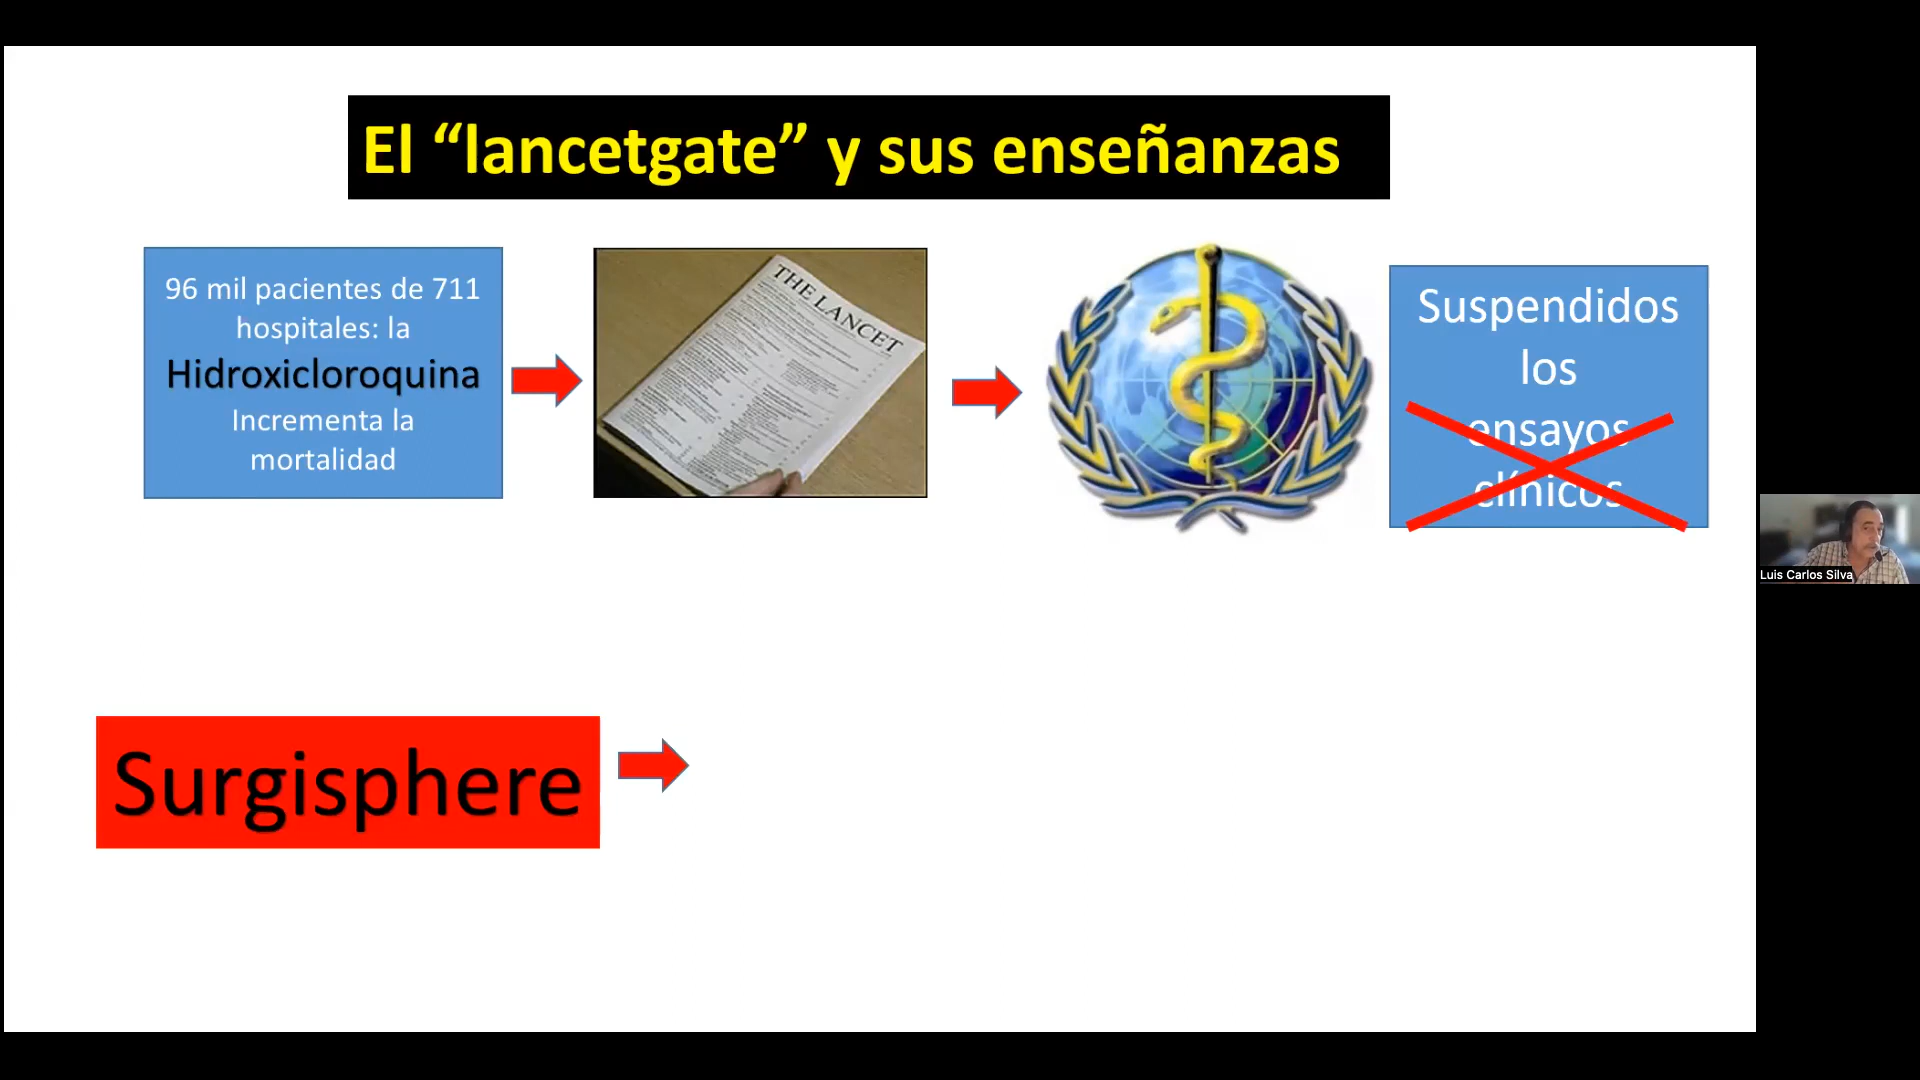 El “lancetgate” y sus enseñanzas
96 mil pacientes de 711
hospitales: la
Hidroxicloroquina
Incrementa la
mortalidad
THE LANCET
Suspendidos
los
ensayos
clínicos
Luis Carlos Silva
Surgisphere